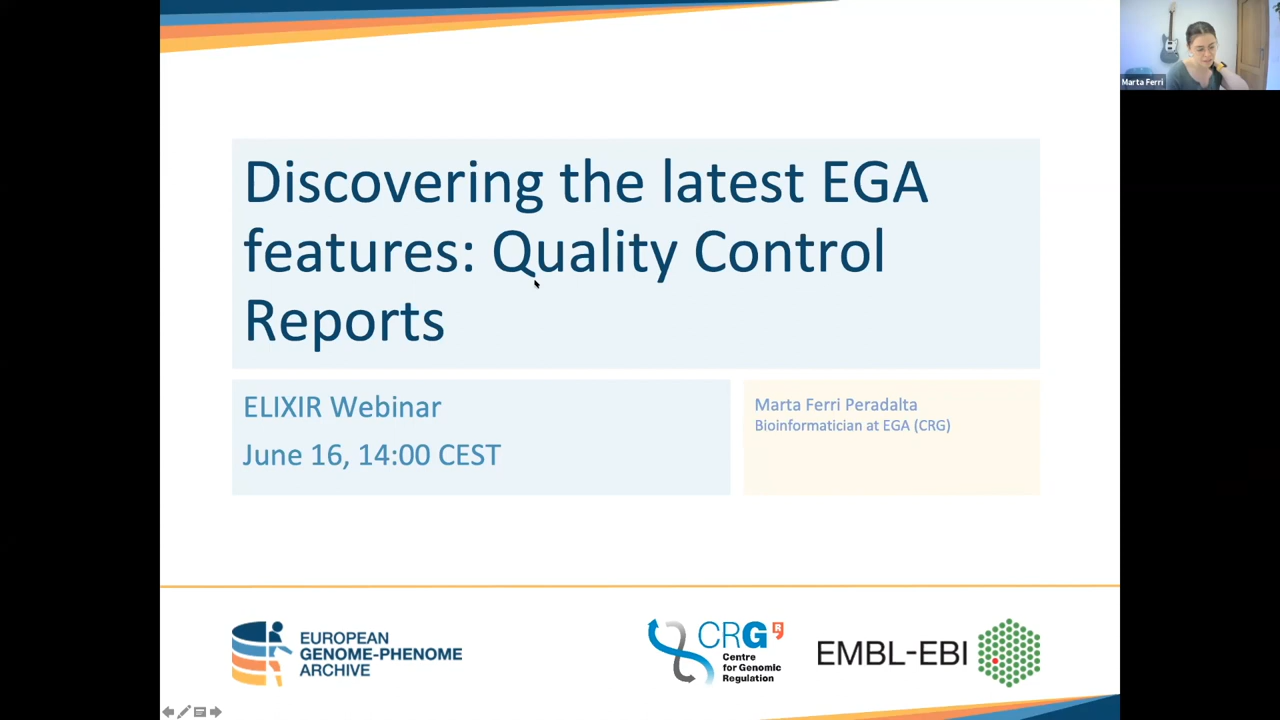 Marta Ferri
Discovering the latest EGA
features: Quality Control
Reports
ELIXIR Webinar
June 16, 14:00 CEST
Marta Ferri Peradalta
Bioinformatician at EGA (CRG)
EUROPEAN
GENOME-PHENOME
ARCHIVE
CRG
R
Centre
for Genomic
Regulation
EMBL-EBI